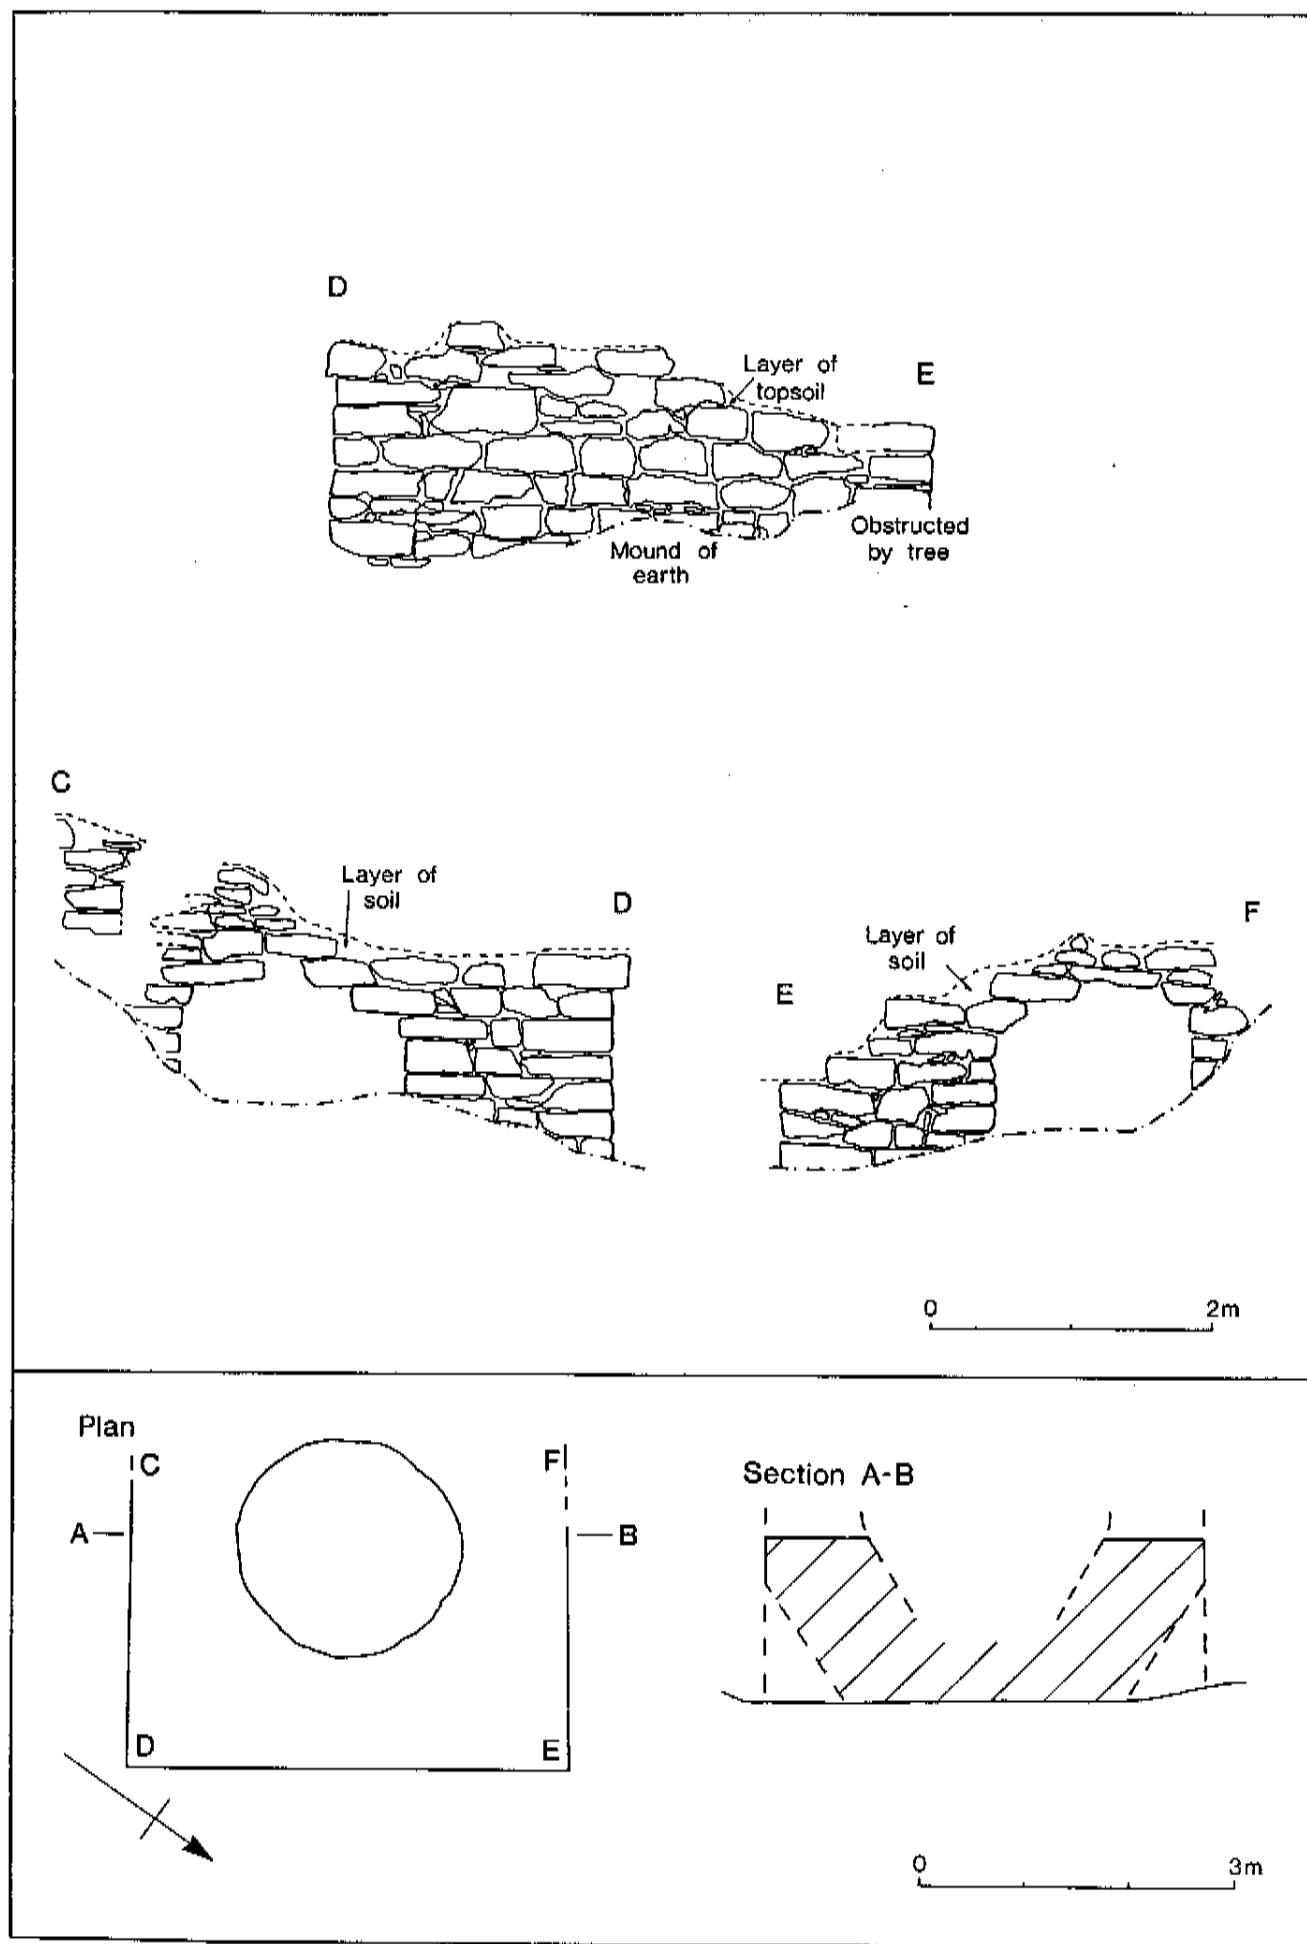 D
Layer of
topsoil
E
Obstructed
by tree
Mound of
earth
C
Layer of
soil
D
Layer of
soil
E
F
0 2m
Plan
C
F
A
B
D
E
Section A-B
0 3m